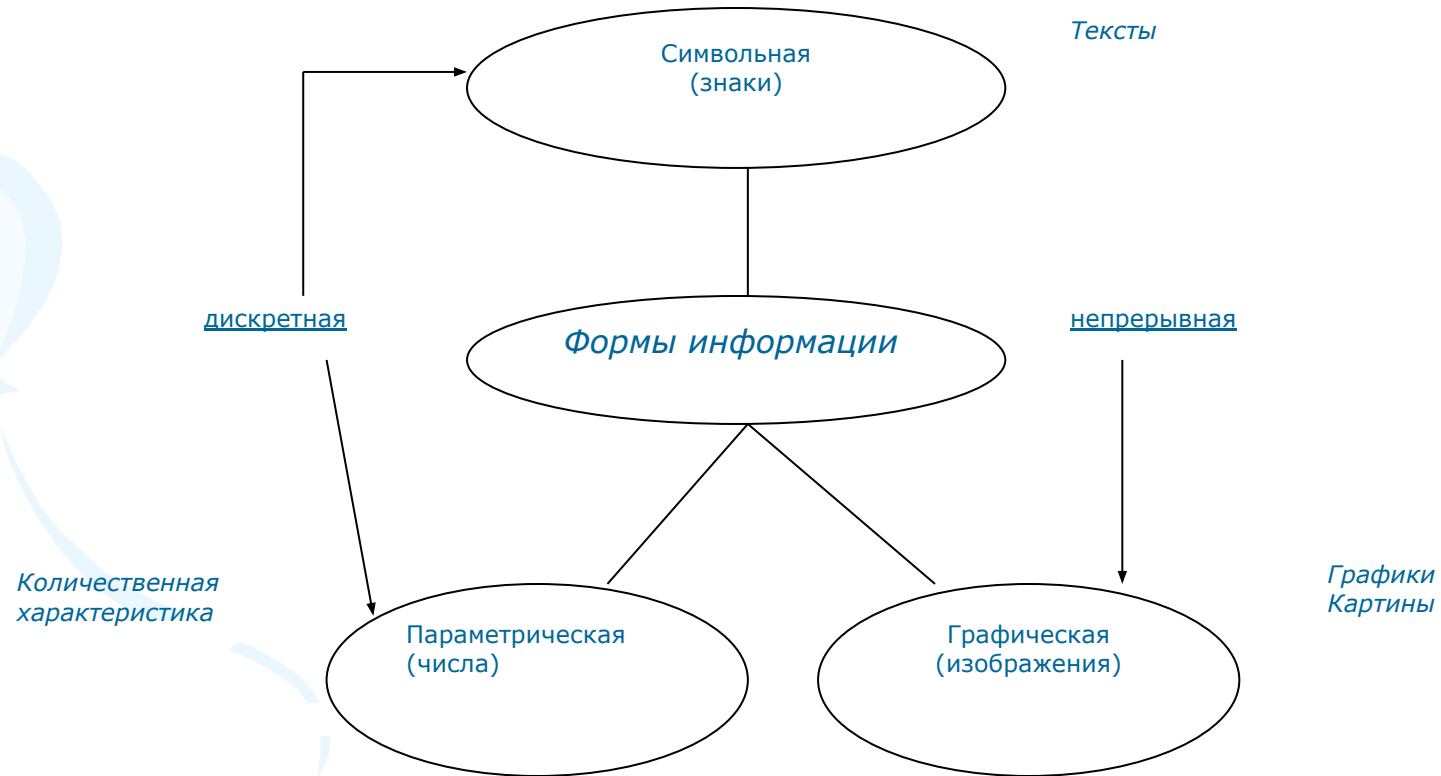 Тексты
Символьная
(знаки)
дискретная
Формы информации
непрерывная
Количественная
характеристика
Параметрическая
(числа)
Графическая
(изображения)
Графики
Картины